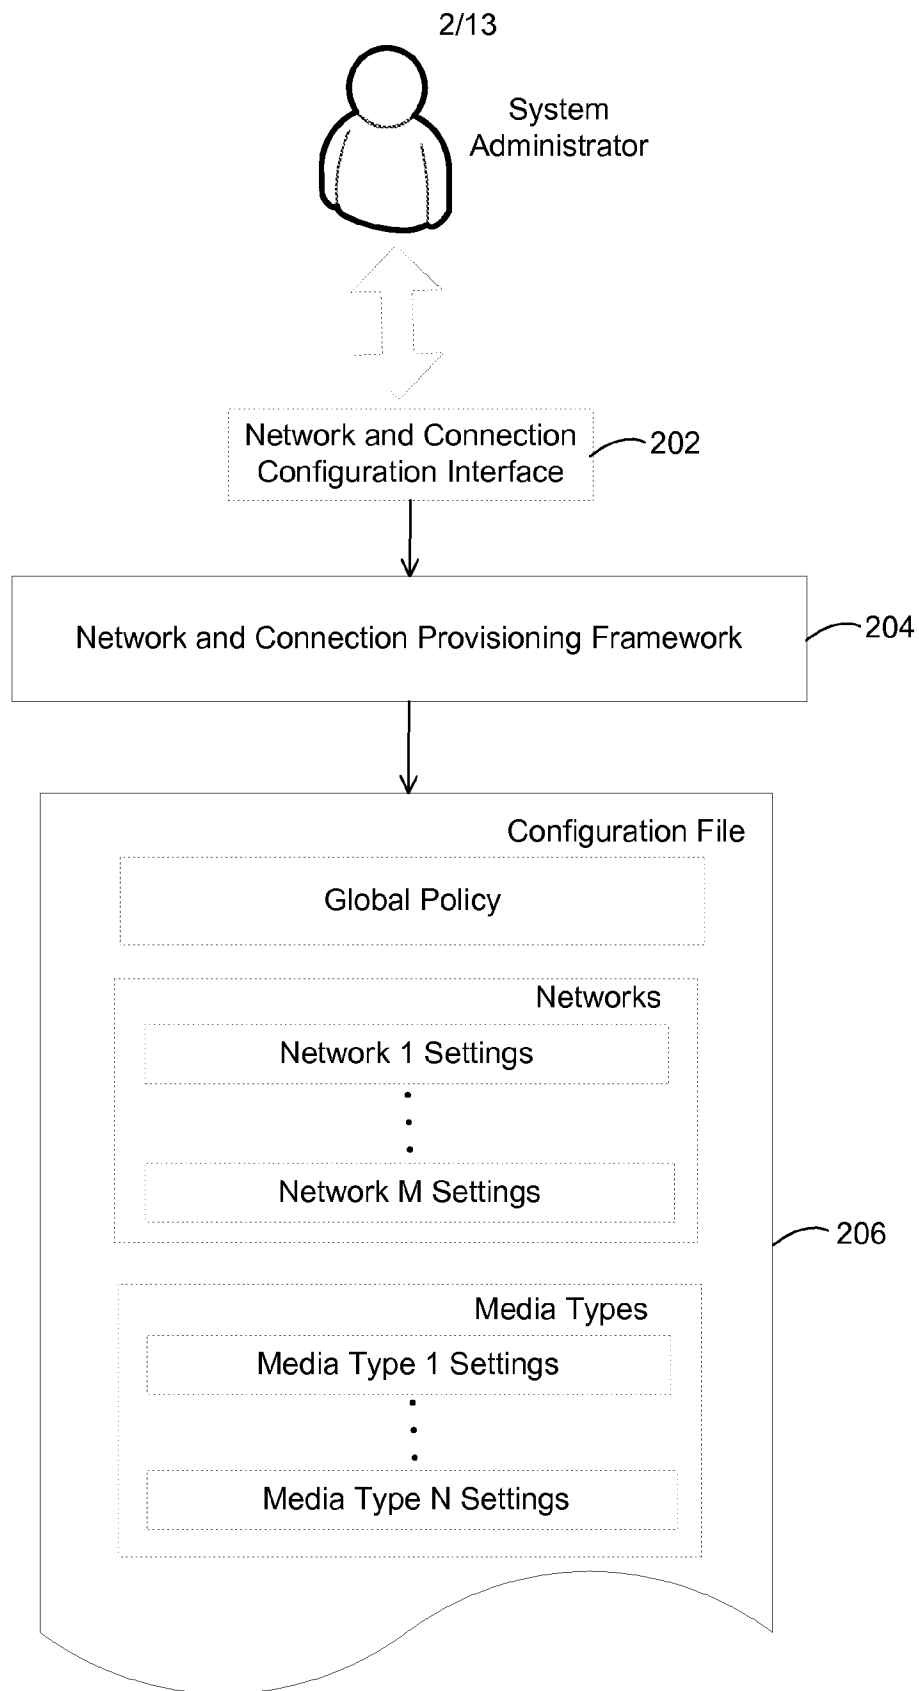 2/13
System
Administrator
Network and Connection
Configuration Interface
202
Network and Connection Provisioning Framework
204
Configuration File
Global Policy
Networks
Network 1 Settings
Network M Settings
206
Media Types
Media Type 1 Settings
Media Type N Settings